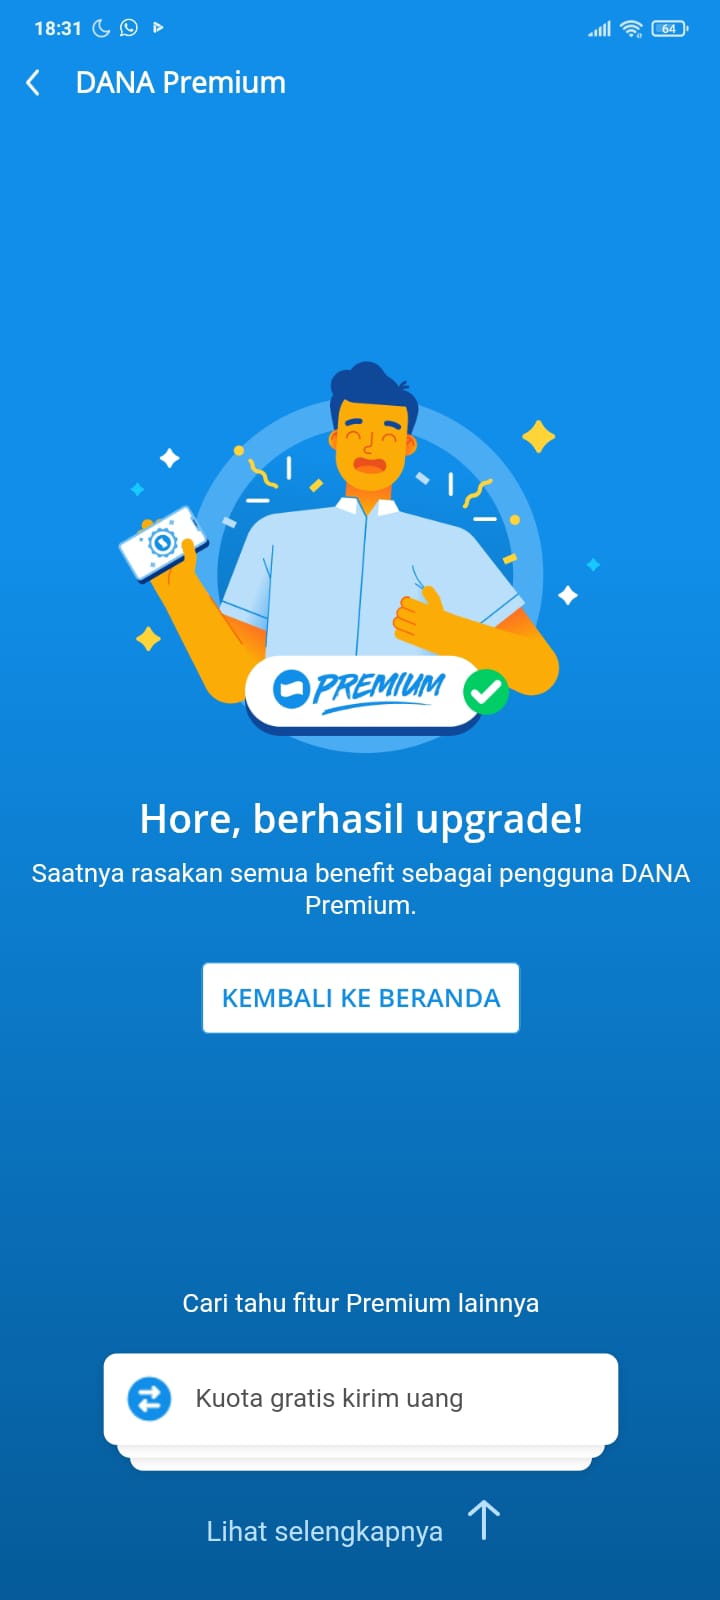 18:31
64
DANA Premium
PREMIUM
Hore, berhasil upgrade!
Saatnya rasakan semua benefit sebagai pengguna DANA
Premium.
KEMBALI KE BERANDA
Cari tahu fitur Premium lainnya
Kuota gratis kirim uang
Lihat selengkapnya